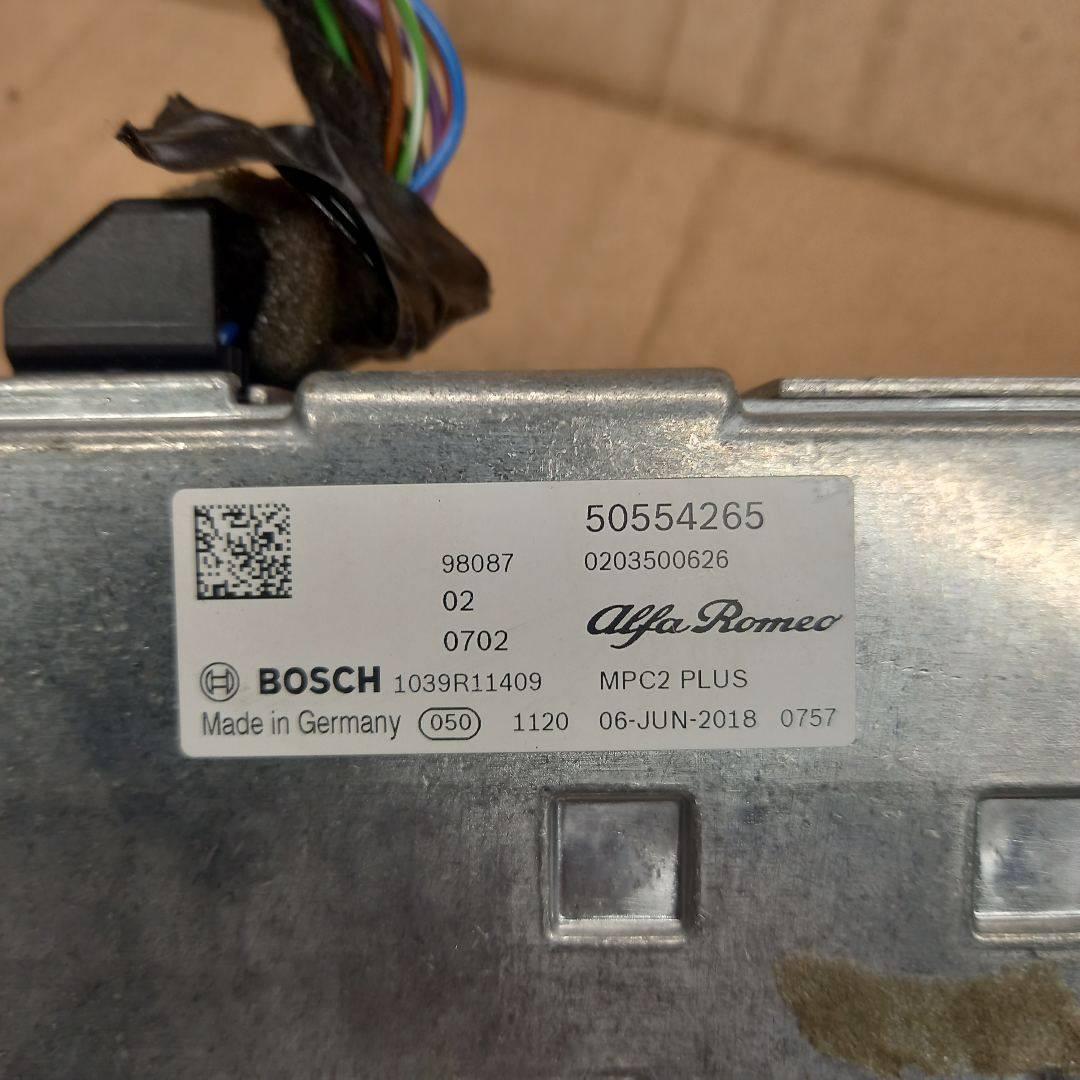 50554265
98087 0203500626
02
Alfa Romeo
0702
BOSCH 1039R11409 MPC2 PLUS
Made in Germany 050 1120 06-JUN-2018 0757